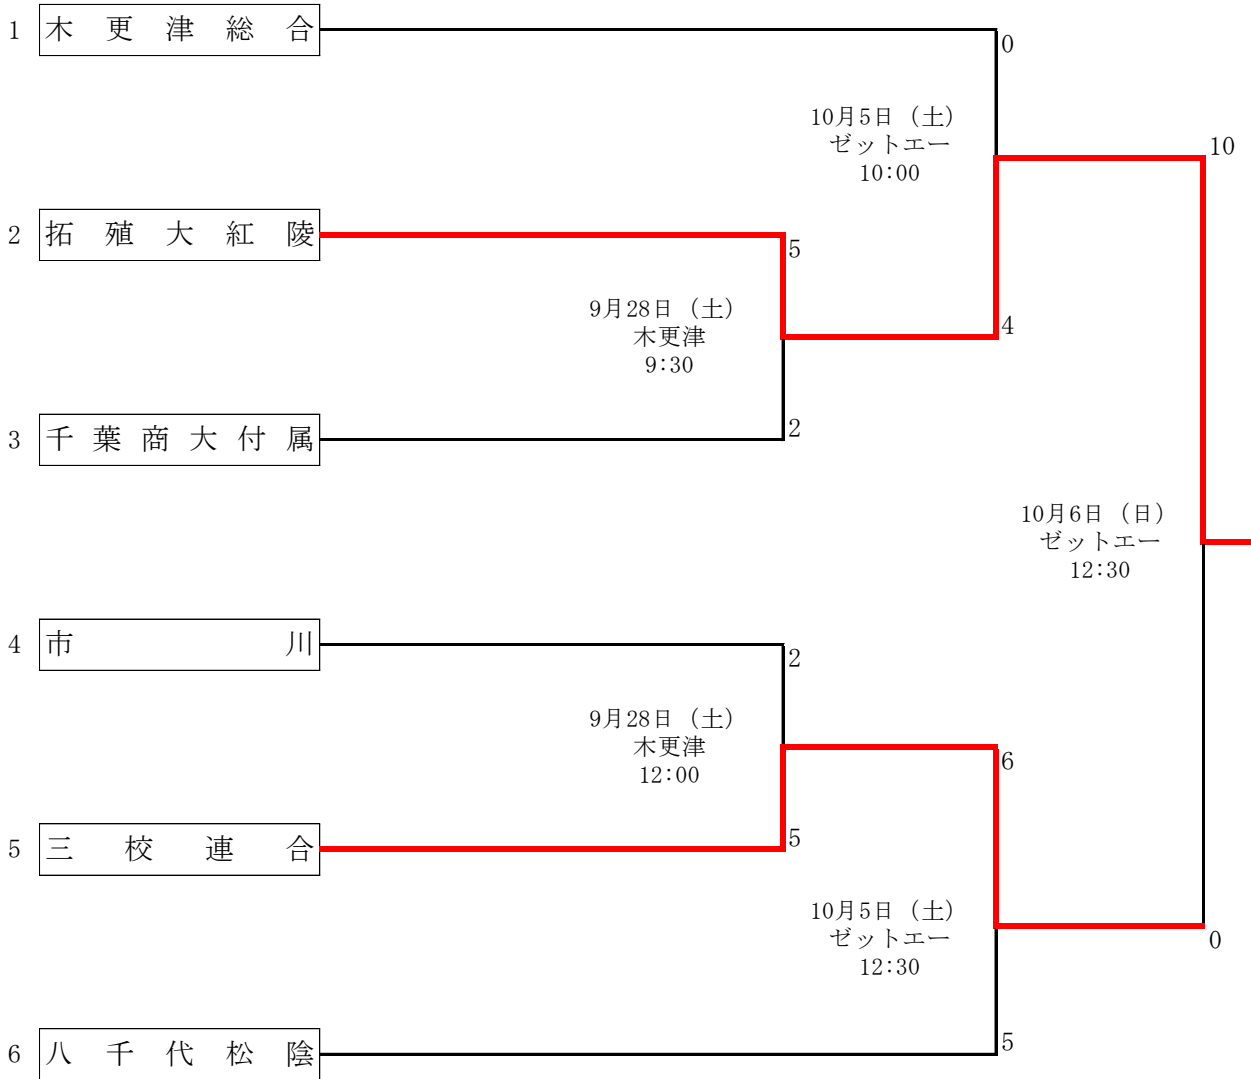 1 木更津総合
0
10月5日（土）
ゼットエー
10:00
10
2 拓殖大紅陵
5
9月28日（土）
木更津
9:30
4
3 千葉商大付属
2
10月6日（日）
ゼットエー
12:30
4 市川
2
9月28日（土）
木更津
12:00
6
5 三校連合
5
10月5日（土）
ゼットエー
12:30
0
6 八千代松陰
5